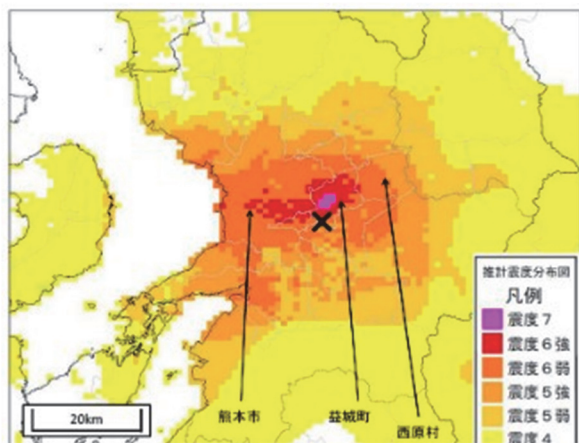 推計震度分布図
凡例
震度7
震度6強
震度6弱
震度5強
震度5弱
震度4
20km
熊本市
益城町
西原村